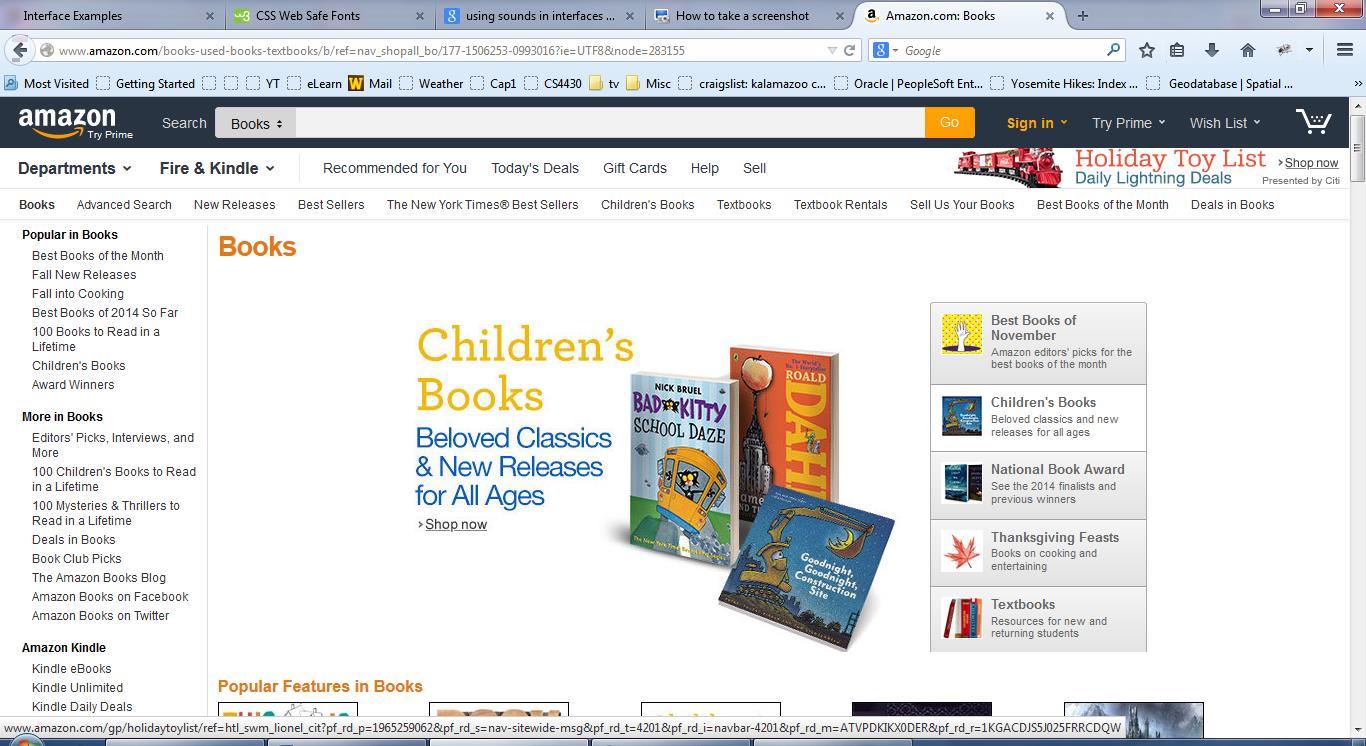 Interface Examples
CSS Web Safe Fonts
using sounds in interfaces ...
How to take a screenshot
Amazon.com: Books
www.amazon.com/books-used-books-textbooks/b/ref=nav_shopall_bo/177-1506253-0993016?ie=UTF8&node=283155
Google
Most Visited
Getting Started
YT
eLearn
Mail
Weather
Cap1
CS4430
tv
Misc
craigslist: kalamazoo c...
Oracle | PeopleSoft Ent...
Yosemite Hikes: Index ...
Geodatabase | Spatial ...
amazon
Try Prime
Search
Books
Go
Sign in
Try Prime
Wish List
Departments
Fire & Kindle
Recommended for You
Today's Deals
Gift Cards
Help
Sell
Holiday Toy List
Daily Lightning Deals
Shop now
Presented by Citi
Books
Advanced Search
New Releases
Best Sellers
The New York Times® Best Sellers
Children's Books
Textbooks
Textbook Rentals
Sell Us Your Books
Best Books of the Month
Deals in Books
Popular in Books
Best Books of the Month
Fall New Releases
Fall into Cooking
Best Books of 2014 So Far
100 Books to Read in a
Lifetime
Children's Books
Award Winners
More in Books
Editors' Picks, Interviews, and
More
100 Children's Books to Read
in a Lifetime
100 Mysteries & Thrillers to
Read in a Lifetime
Deals in Books
Book Club Picks
The Amazon Books Blog
Amazon Books on Facebook
Amazon Books on Twitter
Amazon Kindle
Kindle eBooks
Kindle Unlimited
Kindle Daily Deals
Books
Children's
Books
Beloved Classics
& New Releases
for All Ages
Shop now
NICK BRUEL
BAD KITTY
SCHOOL DAZE
The World's
No. 1 Storyteller
ROALD
DAHL
Goodnight,
Goodnight,
Construction
Site
Best Books of
November
Amazon editors' picks for the
best books of the month
Children's Books
Beloved classics and new
releases for all ages
National Book Award
See the 2014 finalists and
previous winners
Thanksgiving Feasts
Books on cooking and
entertaining
Textbooks
Resources for new and
returning students
Popular Features in Books
www.amazon.com/gp/holidaytoylist/ref=htl_swm_lionel_cit?pf_rd_p=1965259062&pf_rd_s=nav-sitewide-msg&pf_rd_t=4201&pf_rd_i=navbar-4201&pf_rd_m=ATVPDKIKX0DER&pf_rd_r=1KGACDJS5J025FRRCDQW